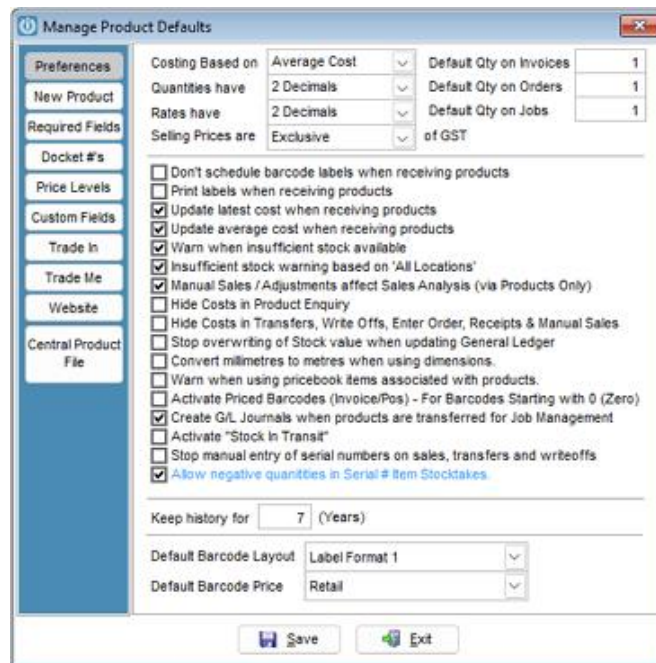 Manage Product Defaults
Preferences
New Product
Required Fields
Docket #'s
Price Levels
Custom Fields
Trade In
Trade Me
Website
Central Product
File
Costing Based on Average Cost Default Qty on Invoices 1
Quantities have 2 Decimals Default Qty on Orders 1
Rates have 2 Decimals Default Qty on Jobs 1
Selling Prices are Exclusive of GST
Don't schedule barcode labels when receiving products
Print labels when receiving products
Update latest cost when receiving products
Update average cost when receiving products
Warn when insufficient stock available
Insufficient stock warning based on 'All Locations'
Manual Sales / Adjustments affect Sales Analysis (via Products Only)
Hide Costs in Product Enquiry
Hide Costs in Transfers, Write Offs, Enter Order, Receipts & Manual Sales
Stop overwriting of Stock value when updating General Ledger
Convert millimetres to metres when using dimensions.
Warn when using pricebook items associated with products.
Activate Priced Barcodes (Invoice/Pos) - For Barcodes Starting with 0 (Zero)
Create G/L Journals when products are transferred for Job Management
Activate "Stock In Transit"
Stop manual entry of serial numbers on sales, transfers and writeoffs
Allow negative quantities in Serial # Item Stocktakes.
Keep history for 7 (Years)
Default Barcode Layout Label Format 1
Default Barcode Price Retail
Save Exit